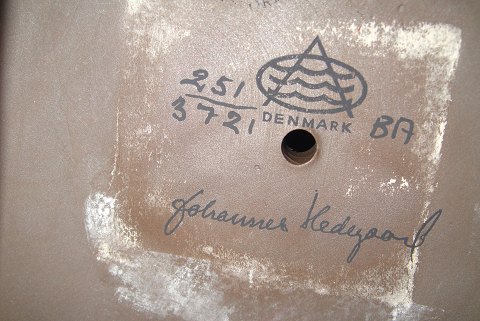 251
3721
DENMARK
BA
Johannes Hedegaard